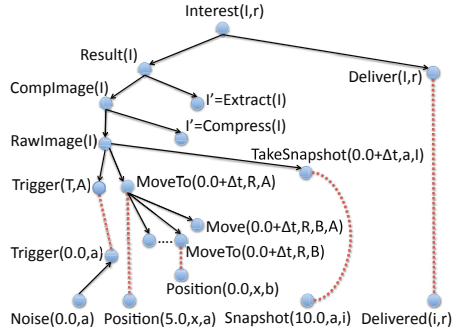 Interest(I,r)
Result(I)
Deliver(I,r)
CompImage(I)
I'=Extract(I)
I'=Compress(I)
RawImage(I)
TakeSnapshot(0.0+Δt,a,I)
Trigger(T,A)
MoveTo(0.0+Δt,R,A)
Move(0.0+Δt,R,B,A)
....
MoveTo(0.0+Δt,R,B)
Trigger(0.0,a)
Position(0.0,x,b)
Noise(0.0,a)
Position(5.0,x,a)
Snapshot(10.0,a,i)
Delivered(i,r)